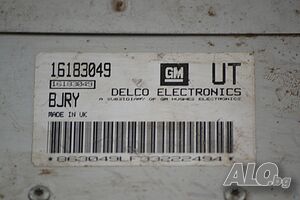 16183049
GM
UT
16183049
BJRY
DELCO ELECTRONICS
A SUBSIDIARY OF GM HUGHES ELECTRONICS
MADE IN UK
*863049LF33222494*
ALO.bg